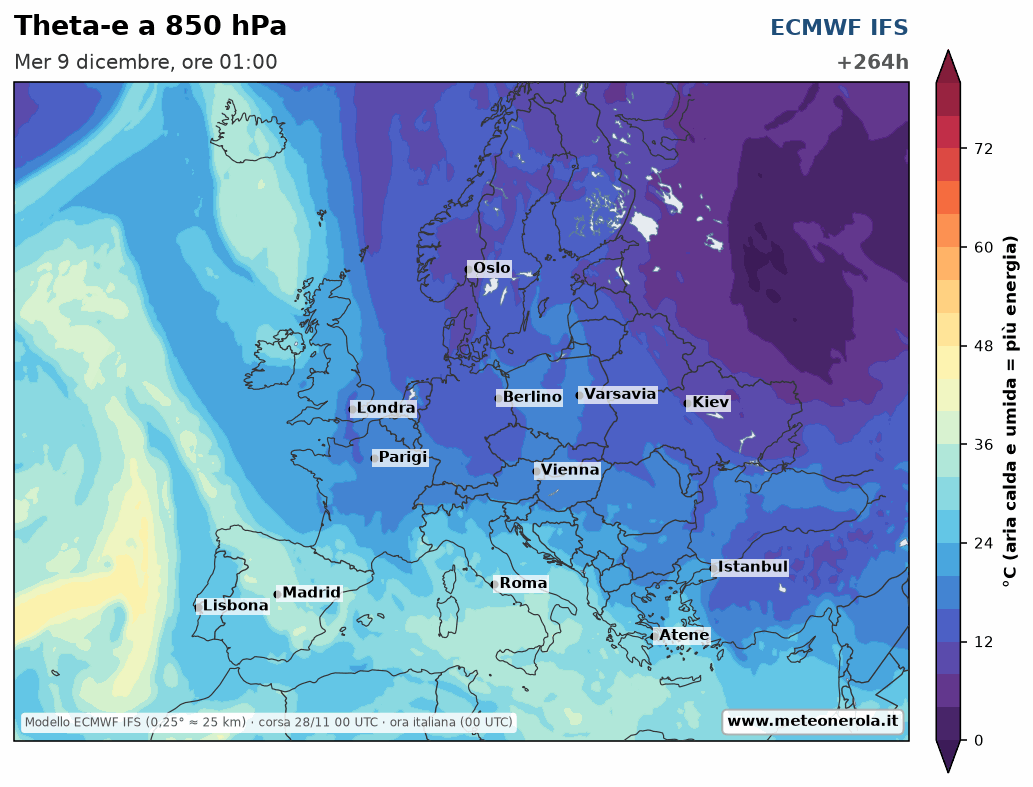 Theta-e a 850 hPa
ECMWF IFS
Mer 9 dicembre, ore 01:00
+264h
72
60
48
36
24
12
0
°C (aria calda e umida = più energia)
Oslo
Berlino
Varsavia
Londra
Kiev
Parigi
Vienna
Istanbul
Roma
Madrid
Lisbona
Atene
Modello ECMWF IFS (0,25° ≈ 25 km) · corsa 28/11 00 UTC · ora italiana (00 UTC)
www.meteonerola.it